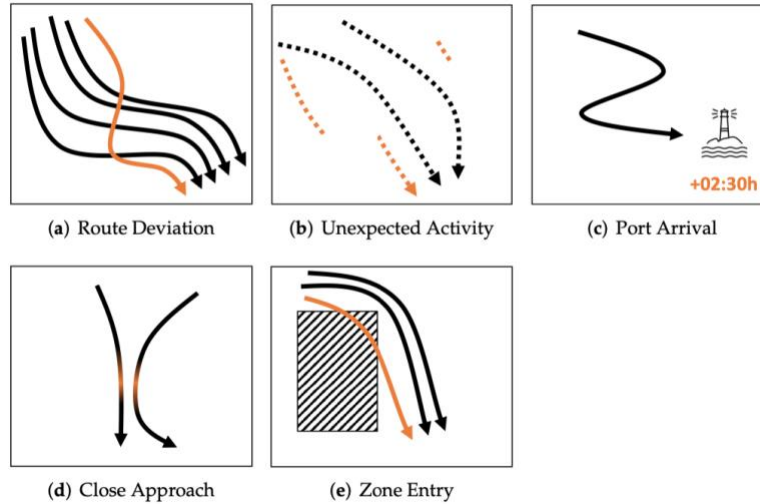 (a) Route Deviation
(b) Unexpected Activity
+02:30h
(c) Port Arrival
(d) Close Approach
(e) Zone Entry